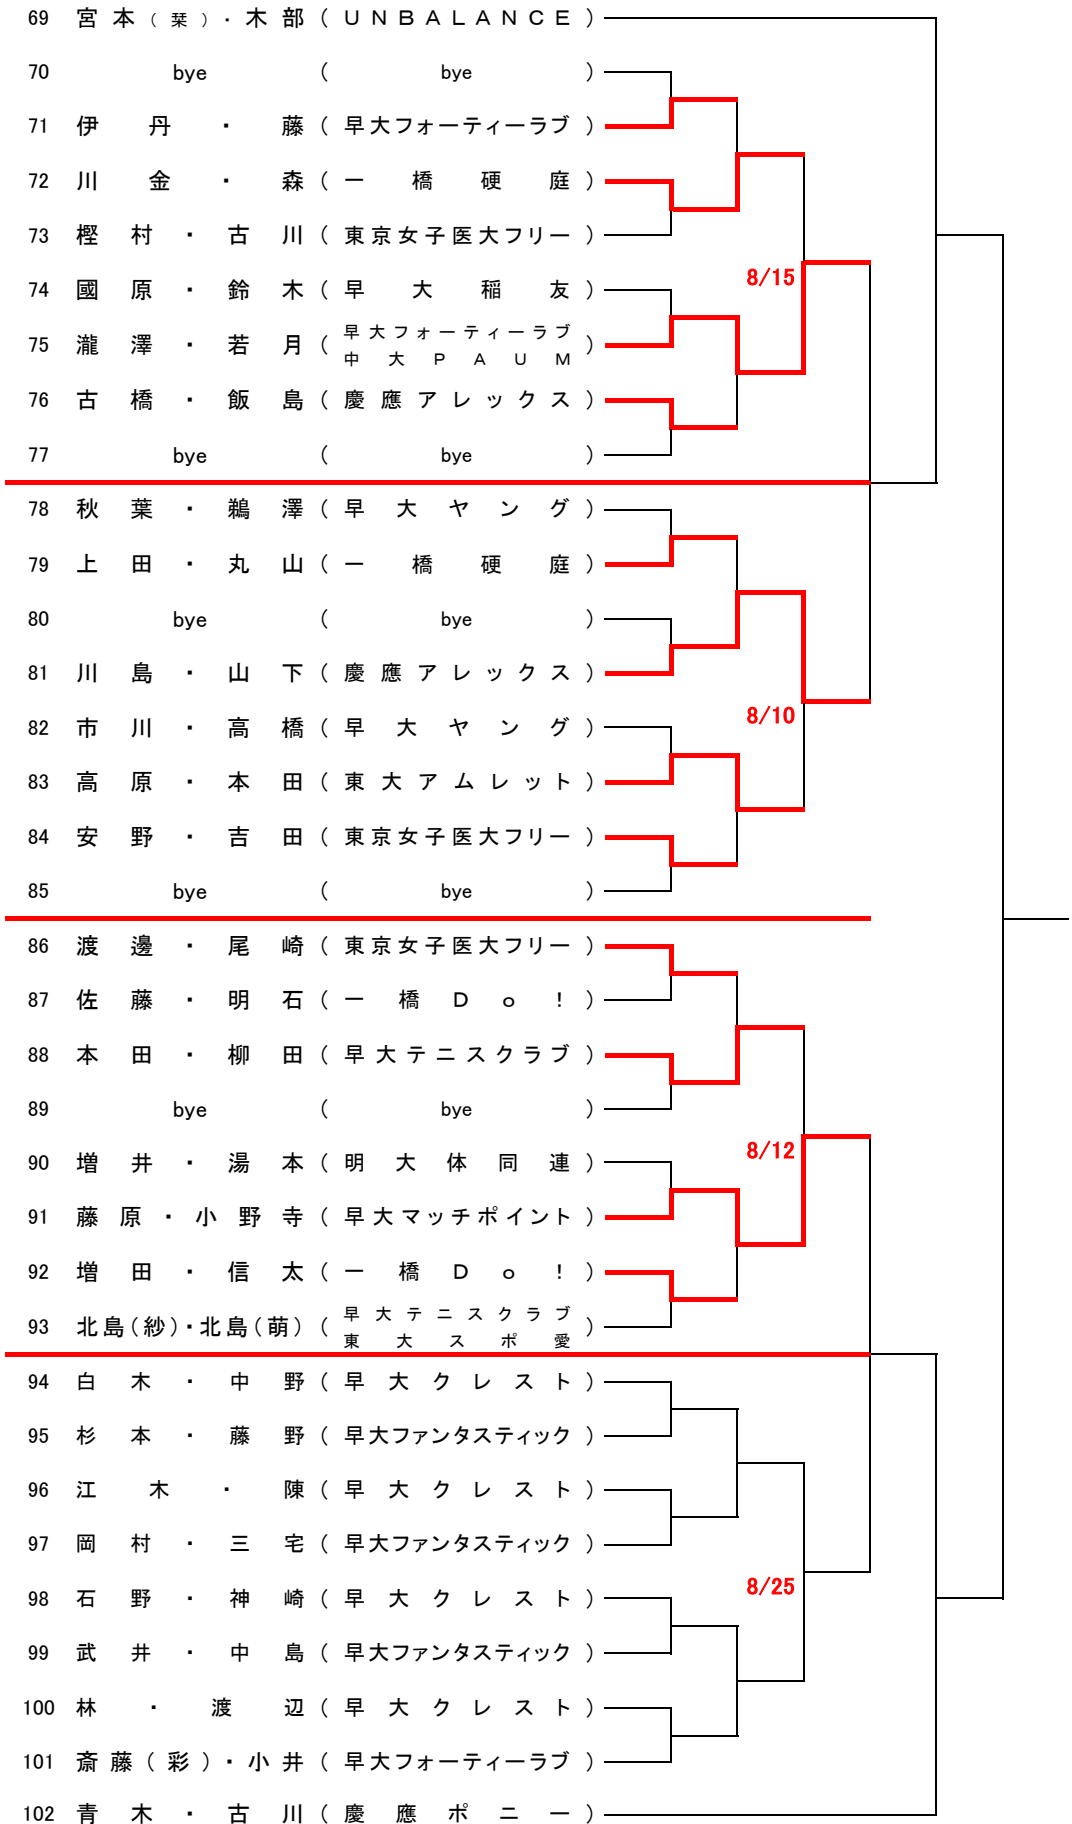 69 宮本(栞)・木部(UNBALANCE)
70 bye ( bye )
71 伊丹・藤(早大フォーティーラブ)
72 川金・森(一橋硬庭)
73 樫村・古川(東京女子医大フリー)
8/15
74 國原・鈴木(早大稲友)
75 瀧澤・若月(早大フォーティーラブ
中大PAUM)
76 古橋・飯島(慶應アレックス)
77 bye ( bye )
78 秋葉・鵜澤(早大ヤング)
79 上田・丸山(一橋硬庭)
80 bye ( bye )
81 川島・山下(慶應アレックス)
8/10
82 市川・高橋(早大ヤング)
83 高原・本田(東大アムレット)
84 安野・吉田(東京女子医大フリー)
85 bye ( bye )
86 渡邊・尾崎(東京女子医大フリー)
87 佐藤・明石(一橋Do!)
88 本田・柳田(早大テニスクラブ)
89 bye ( bye )
8/12
90 増井・湯本(明大体同連)
91 藤原・小野寺(早大マッチポイント)
92 増田・信太(一橋Do!)
93 北島(紗)・北島(萌)(早大テニスクラブ
東大スポ愛)
94 白木・中野(早大クレスト)
95 杉本・藤野(早大ファンタスティック)
96 江木・陳(早大クレスト)
97 岡村・三宅(早大ファンタスティック)
8/25
98 石野・神崎(早大クレスト)
99 武井・中島(早大ファンタスティック)
100 林・渡辺(早大クレスト)
101 斎藤(彩)・小井(早大フォーティーラブ)
102 青木・古川(慶應ポニー)